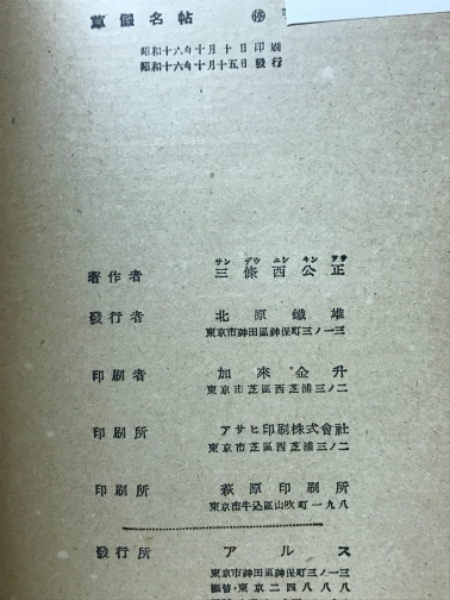 草假名帖
昭和十六年十月十日印刷
昭和十六年十月十五日發行
サンデウニシキンヲサ
著作者 三條西公正
發行者 北原鐵雄
東京市神田區神保町三ノ一三
印刷者 加來金升
東京市芝區西芝浦三ノ二
印刷所 アサヒ印刷株式會社
東京市芝區西芝浦三ノ二
印刷所 萩原印刷所
東京市牛込區山吹町一九八
發行所 アルス
東京市神田區神保町三ノ一三
振替・東京二四八八八